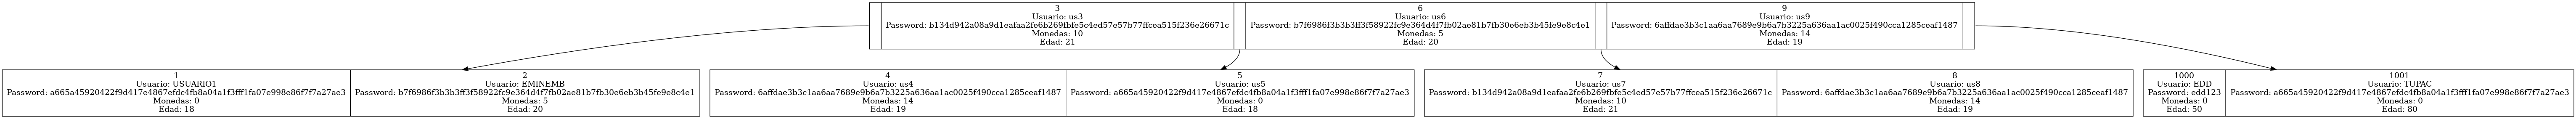 3
Usuario: us3
Password: b134d942a08a9d1eafaa2fe6b269fbfe5c4ed57e57b77ffcea515f236e26671c
Monedas: 10
Edad: 21
6
Usuario: us6
Password: b7f6986f3b3b3ff3f58922fc9e364d4f7fb02ae81b7fb30e6eb3b45fe9e8c4e1
Monedas: 5
Edad: 20
9
Usuario: us9
Password: 6affdae3b3c1aa6aa7689e9b6a7b3225a636aa1ac0025f490cca1285ceaf1487
Monedas: 14
Edad: 19
1
Usuario: USUARIO1
Password: a665a45920422f9d417e4867efdc4fb8a04a1f3fff1fa07e998e86f7f7a27ae3
Monedas: 0
Edad: 18
2
Usuario: EMINEMB
Password: b7f6986f3b3b3ff3f58922fc9e364d4f7fb02ae81b7fb30e6eb3b45fe9e8c4e1
Monedas: 5
Edad: 20
4
Usuario: us4
Password: 6affdae3b3c1aa6aa7689e9b6a7b3225a636aa1ac0025f490cca1285ceaf1487
Monedas: 14
Edad: 19
5
Usuario: us5
Password: a665a45920422f9d417e4867efdc4fb8a04a1f3fff1fa07e998e86f7f7a27ae3
Monedas: 0
Edad: 18
7
Usuario: us7
Password: b134d942a08a9d1eafaa2fe6b269fbfe5c4ed57e57b77ffcea515f236e26671c
Monedas: 10
Edad: 21
8
Usuario: us8
Password: 6affdae3b3c1aa6aa7689e9b6a7b3225a636aa1ac0025f490cca1285ceaf1487
Monedas: 14
Edad: 19
1000
Usuario: EDD
Password: edd123
Monedas: 0
Edad: 50
1001
Usuario: TUPAC
Password: a665a45920422f9d417e4867efdc4fb8a04a1f3fff1fa07e998e86f7f7a27ae3
Monedas: 0
Edad: 80